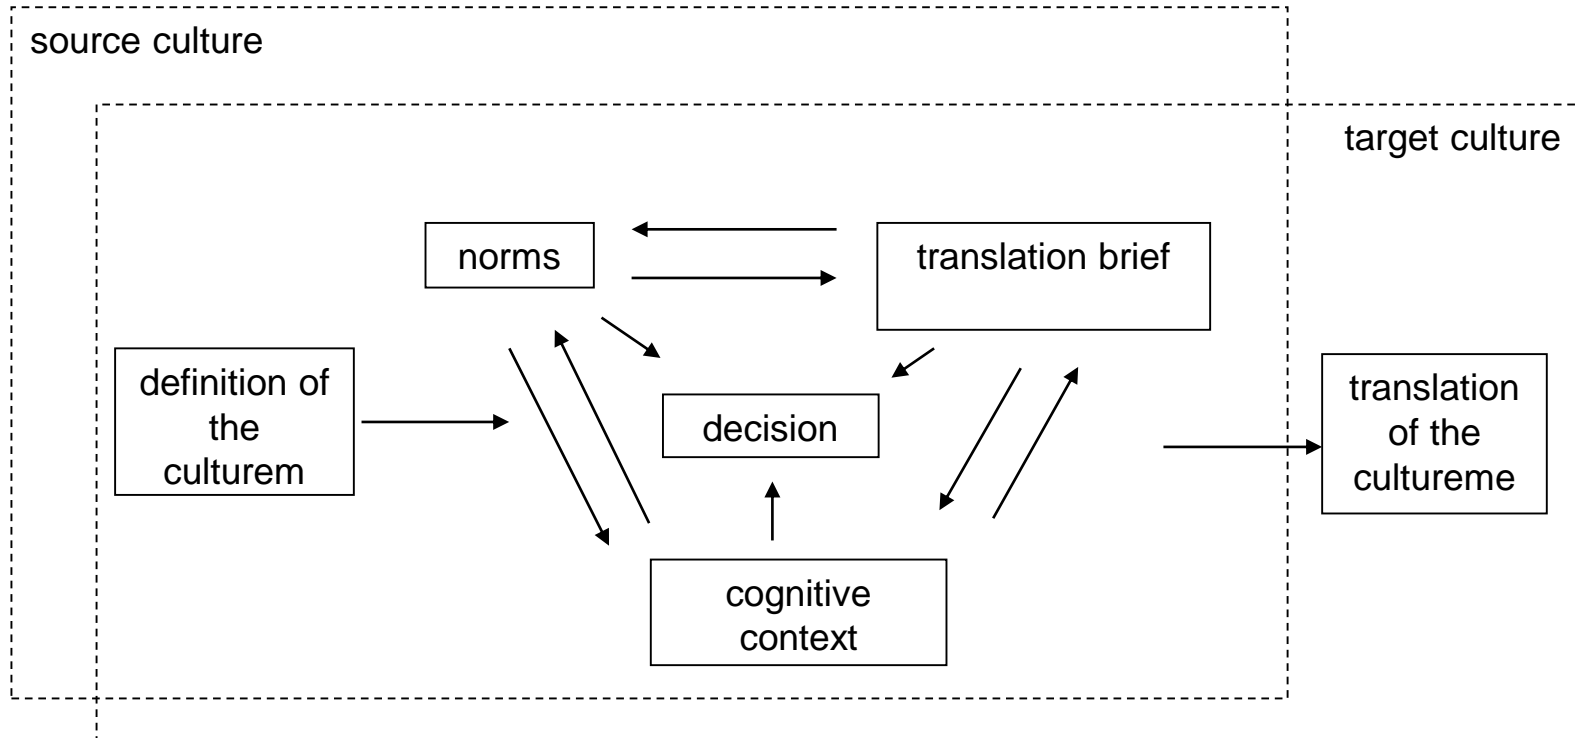 source culture
target culture
norms
translation brief
definition of
the
culturem
decision
translation
of the
cultureme
cognitive
context